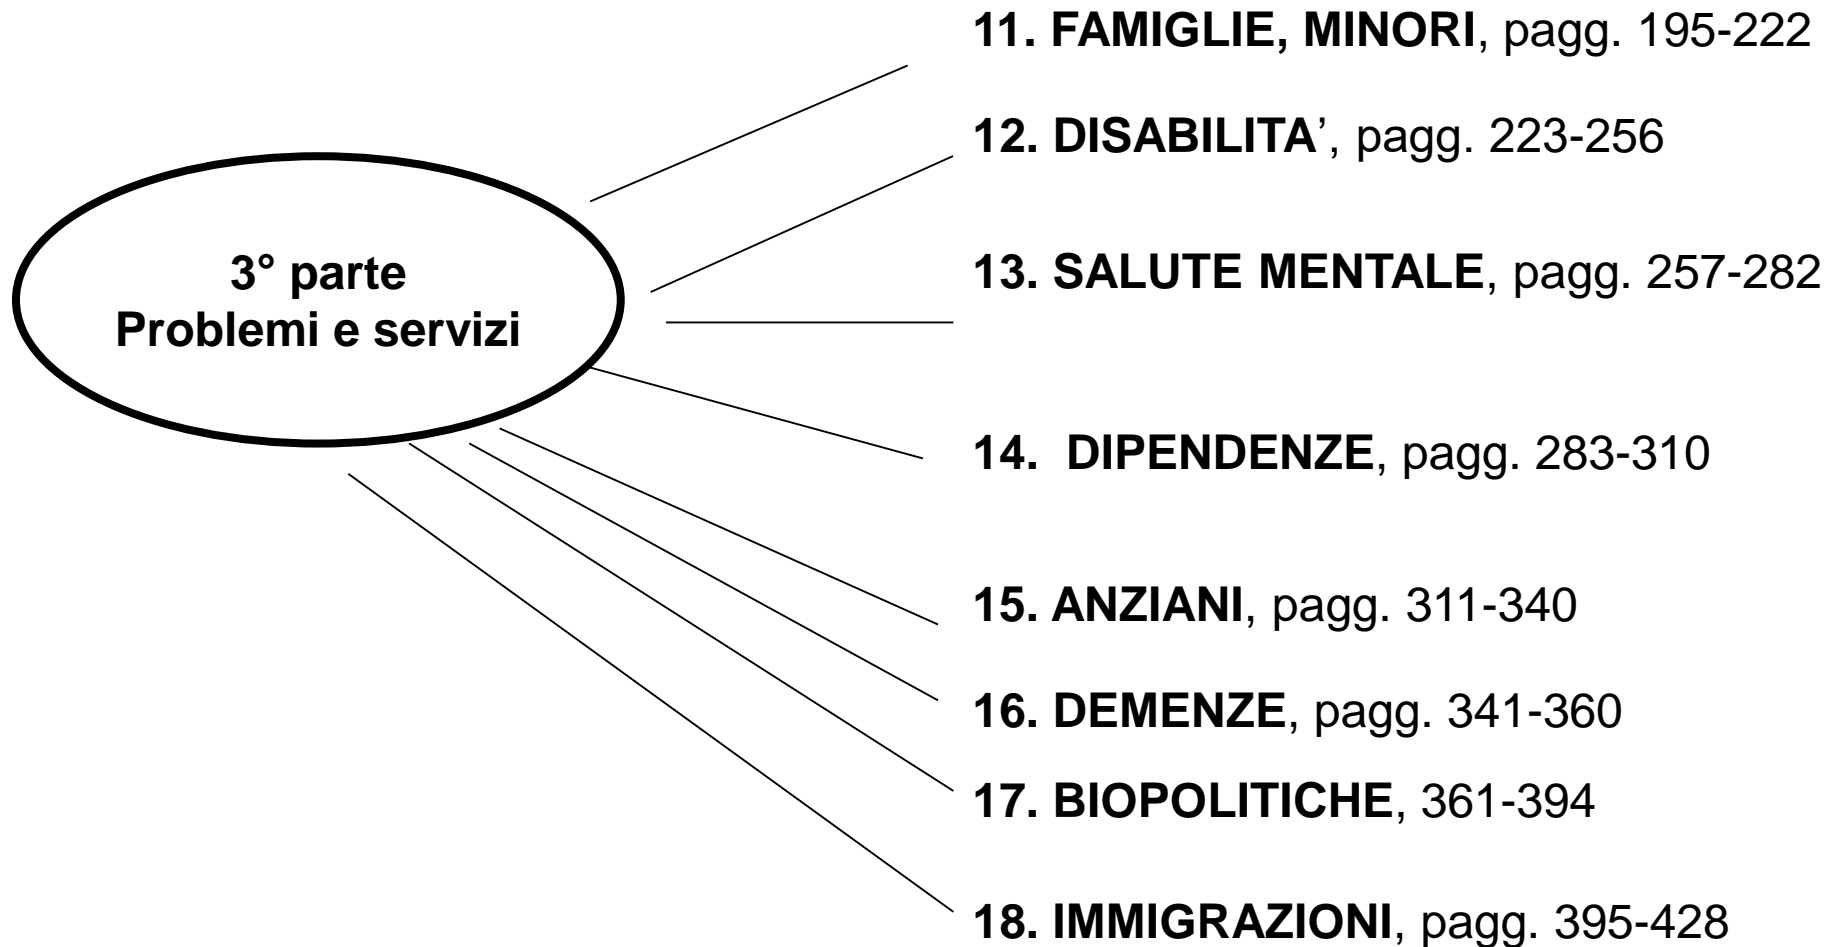 11. FAMIGLIE, MINORI, pagg. 195-222
12. DISABILITA’, pagg. 223-256
3° parte
Problemi e servizi
13. SALUTE MENTALE, pagg. 257-282
14. DIPENDENZE, pagg. 283-310
15. ANZIANI, pagg. 311-340
16. DEMENZE, pagg. 341-360
17. BIOPOLITICHE, 361-394
18. IMMIGRAZIONI, pagg. 395-428